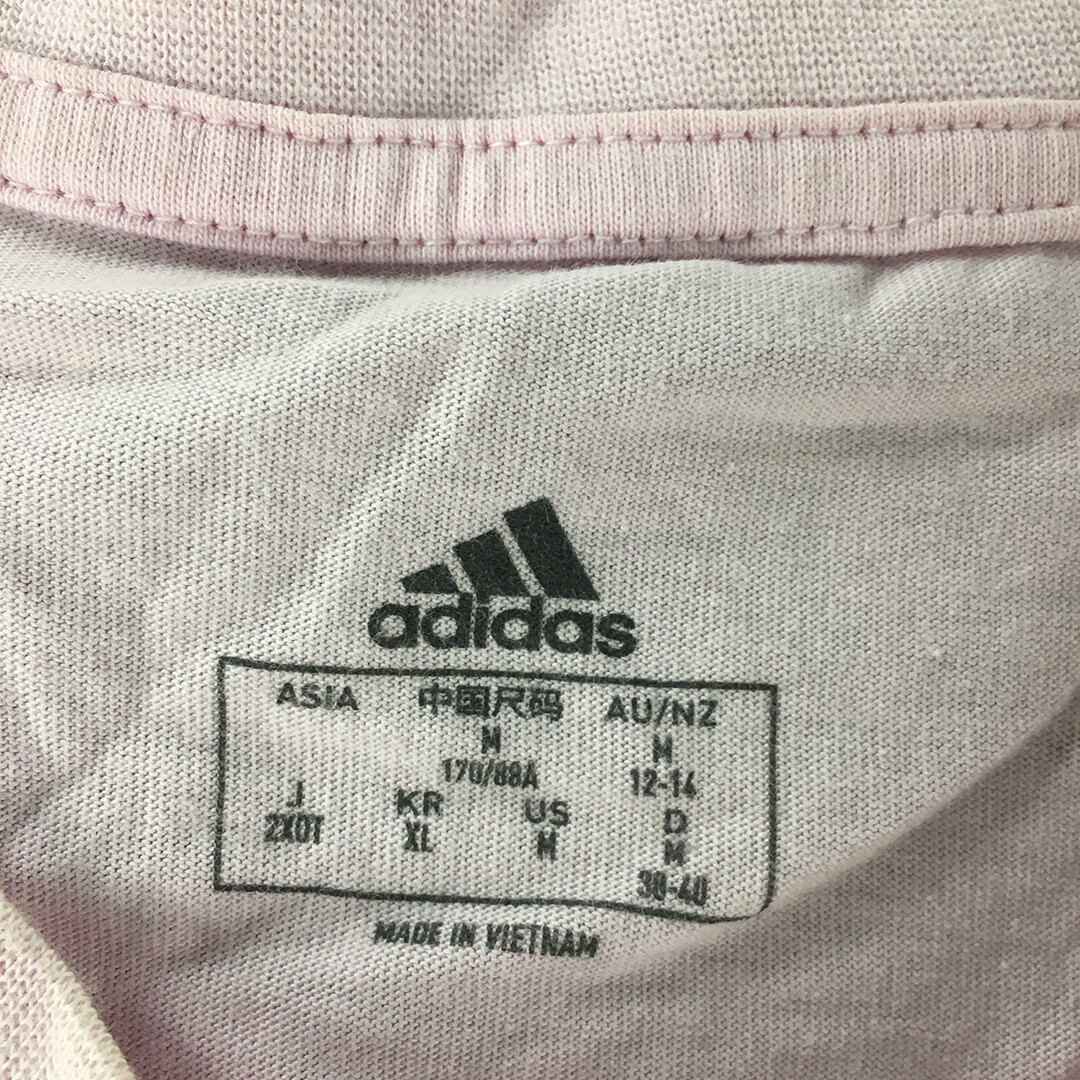 adidas
ASIA 中国尺码 AU/NZ
M M
170/88A 12-14
J KR US D
2XOT XL M M
38-40
MADE IN VIETNAM